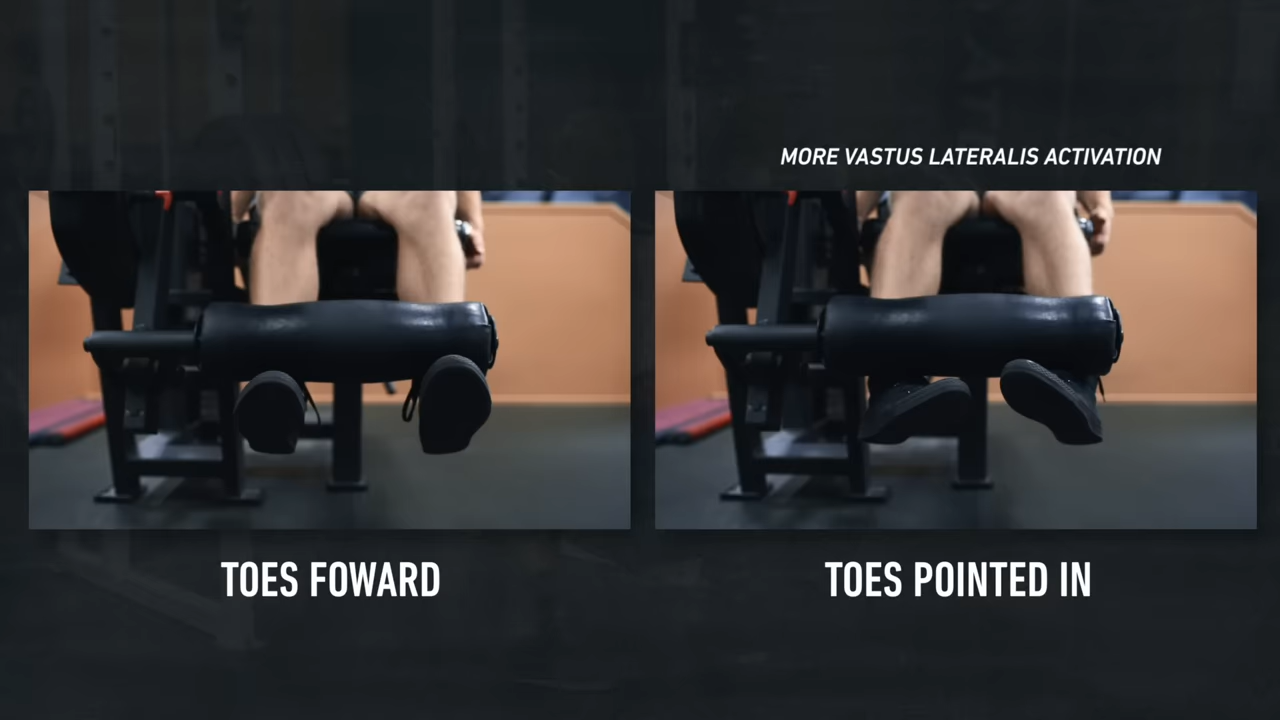 MORE VASTUS LATERALIS ACTIVATION
TOES FOWARD
TOES POINTED IN